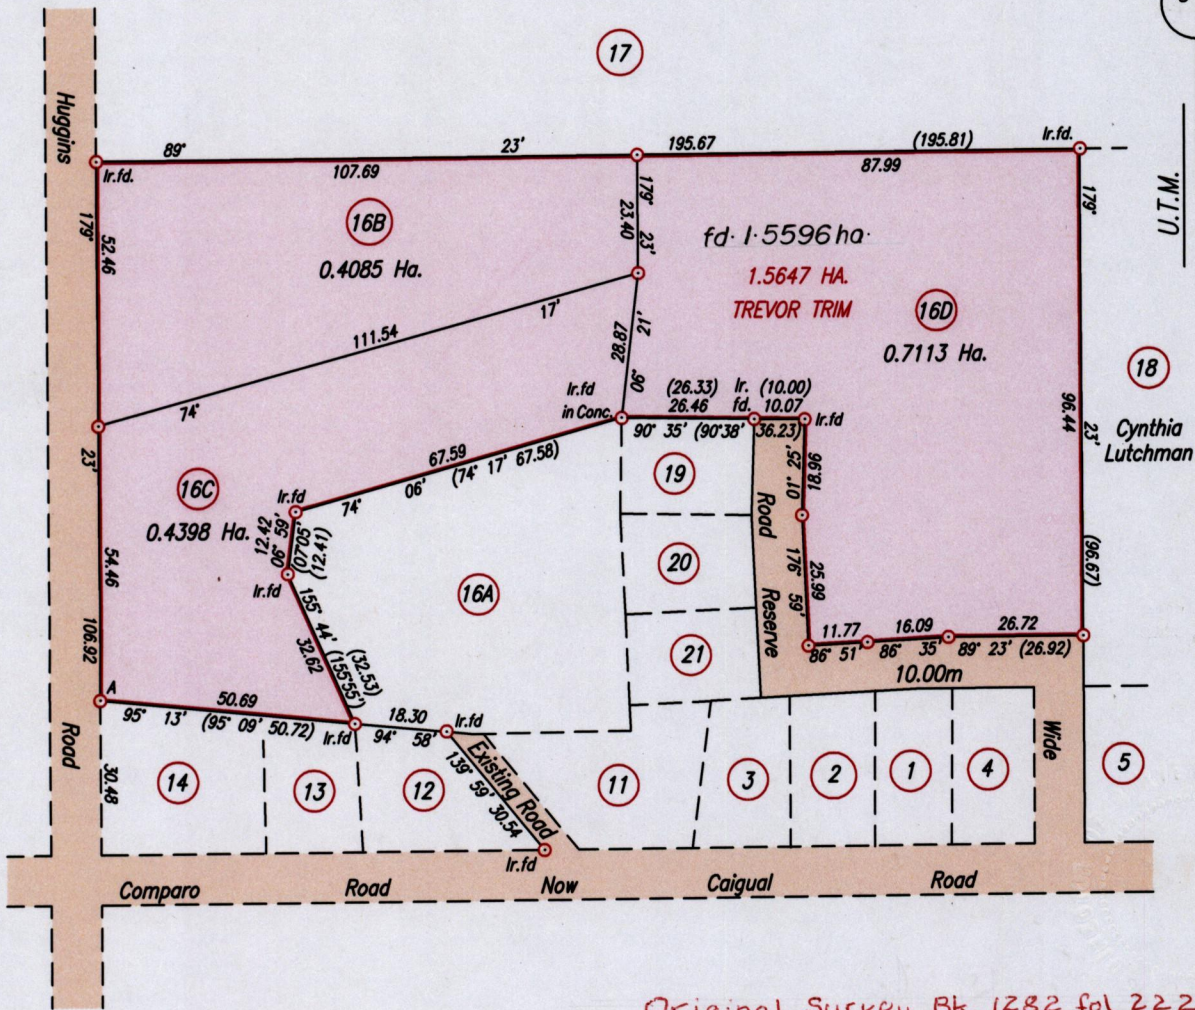 17
Huggins
89° 23' 195.67 (195.81) Ir.fd.
107.69 87.99
Ir.fd.
179°
52.46
16B
0.4085 Ha.
179° 23'
23.40
fd. 1.5596 ha.
1.5647 HA.
TREVOR TRIM
16D
0.7113 Ha.
179°
U.T.M.
18
Cynthia
Lutchman
96.44 23'
(96.67)
111.54
74° 17'
28.87
06° 21'
Ir.fd
in Conc.
(26.33) Ir. (10.00)
26.46 fd. 10.07 Ir.fd
90° 35' (90°38' 36.23)
23'
16C
0.4398 Ha.
67.59
74° 06' (74° 17' 67.58)
Ir.fd
12.42
06° 59'
(07°05'
(12.41)
Ir.fd
155° 44' (155°55')
32.62 (32.53)
54.46
106.92
16A
19
20
21
Road
Reserve
01° 25'
18.96
176° 59'
25.99
11.77 16.09 26.72
86° 51' 86° 35' 89° 23' (26.92)
10.00m
Wide
A
50.69
95° 13' (95° 09' 50.72)
Ir.fd
18.30
94° 58'
Ir.fd
Road
30.48
14
13
12
139° 59' 30.54
Existing Road
Ir.fd
11
3
2
1
4
5
Comparo Road Now Caigual Road
Original Survey Bk 1282 fol 222